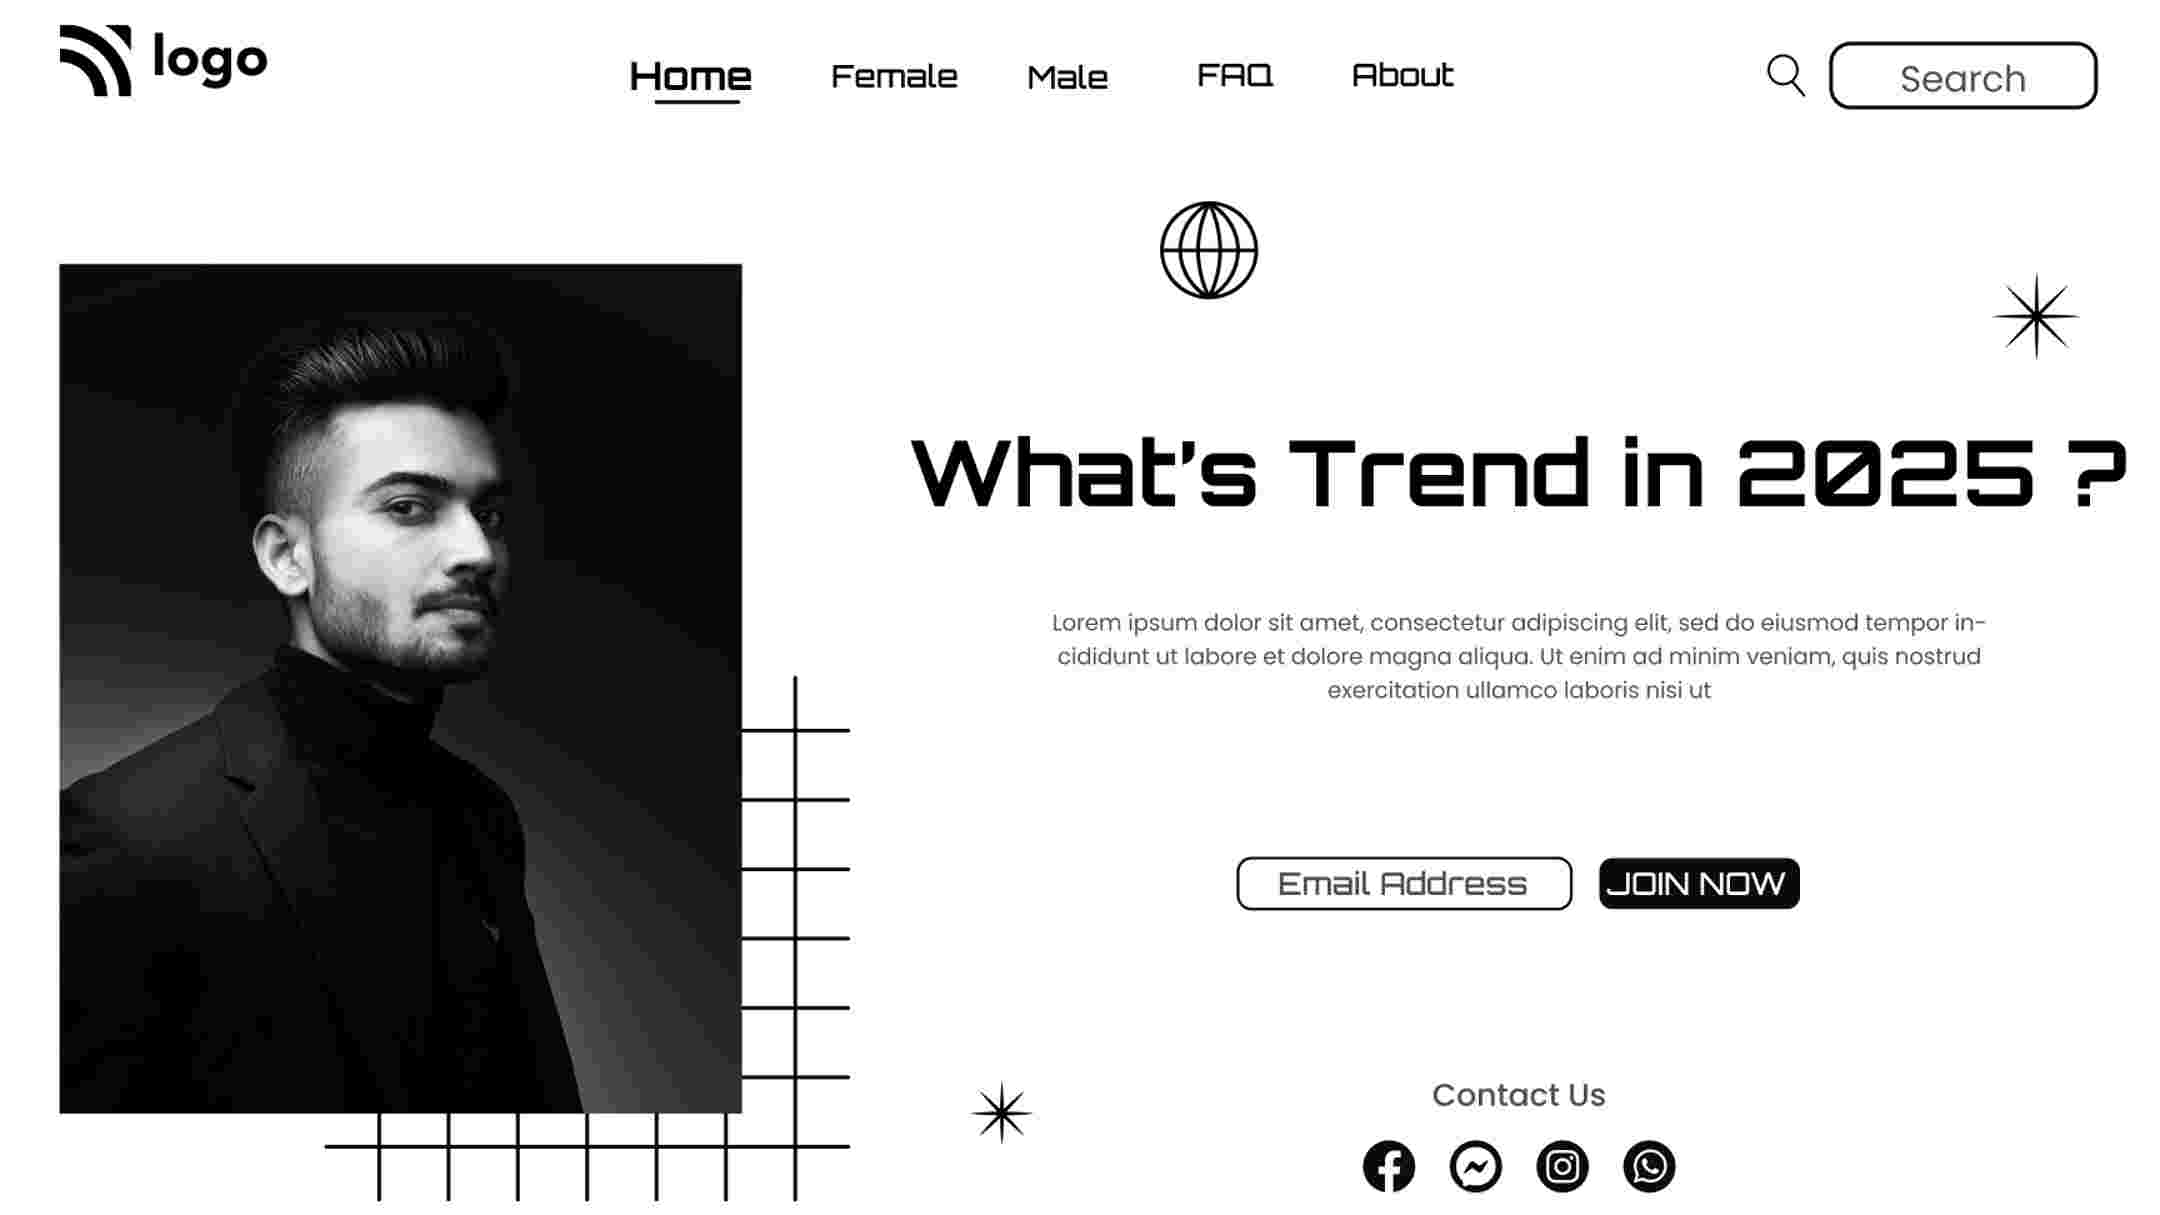 logo
Home
Female
Male
FAQ
About
Search
What's Trend in 2025 ?
Lorem ipsum dolor sit amet, consectetur adipiscing elit, sed do eiusmod tempor in-
cididunt ut labore et dolore magna aliqua. Ut enim ad minim veniam, quis nostrud
exercitation ullamco laboris nisi ut
Email Address
JOIN NOW
Contact Us